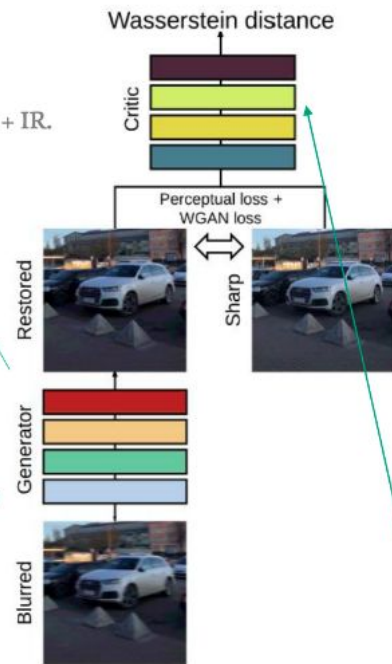 Wasserstein distance
Critic
+ IR.
Perceptual loss +
WGAN loss
Restored
Sharp
Generator
Blurred